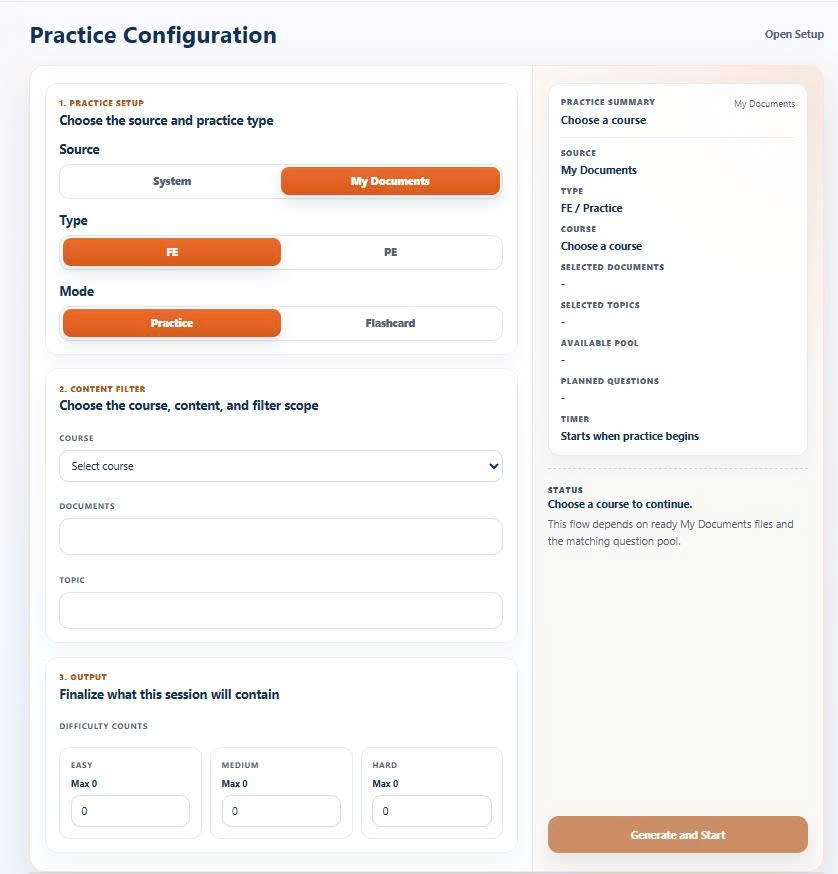 Practice Configuration
Open Setup
1. PRACTICE SETUP
Choose the source and practice type
Source
System
My Documents
Type
FE
PE
Mode
Practice
Flashcard
2. CONTENT FILTER
Choose the course, content, and filter scope
COURSE
Select course
DOCUMENTS
TOPIC
3. OUTPUT
Finalize what this session will contain
DIFFICULTY COUNTS
EASY
Max 0
0
MEDIUM
Max 0
0
HARD
Max 0
0
PRACTICE SUMMARY
My Documents
Choose a course
SOURCE
My Documents
TYPE
FE / Practice
COURSE
Choose a course
SELECTED DOCUMENTS
-
SELECTED TOPICS
-
AVAILABLE POOL
-
PLANNED QUESTIONS
-
TIMER
Starts when practice begins
STATUS
Choose a course to continue.
This flow depends on ready My Documents files and
the matching question pool.
Generate and Start